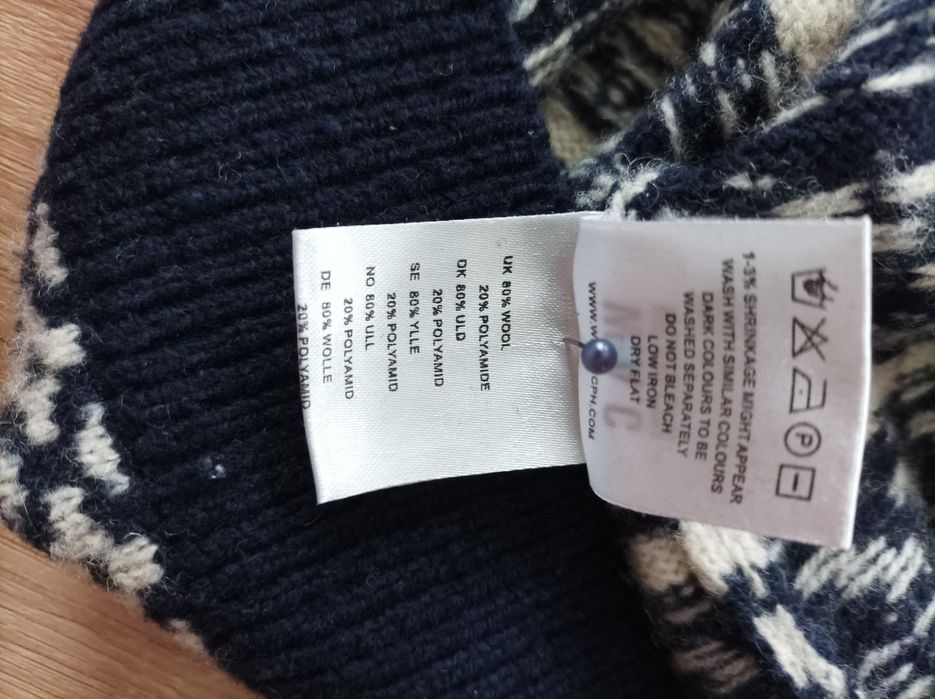 UK 80% WOOL
20% POLYAMIDE
DK 80% ULD
20% POLYAMID
SE 80% YLLE
20% POLYAMID
NO 80% ULL
20% POLYAMID
DE 80% WOLLE
20% POLYAMID
P
1-3% SHRINKAGE MIGHT APPEAR
WASH WITH SIMILAR COLOURS
DARK COLOURS TO BE
WASHED SEPARATELY
DO NOT BLEACH
LOW IRON
DRY FLAT
CPH.COM